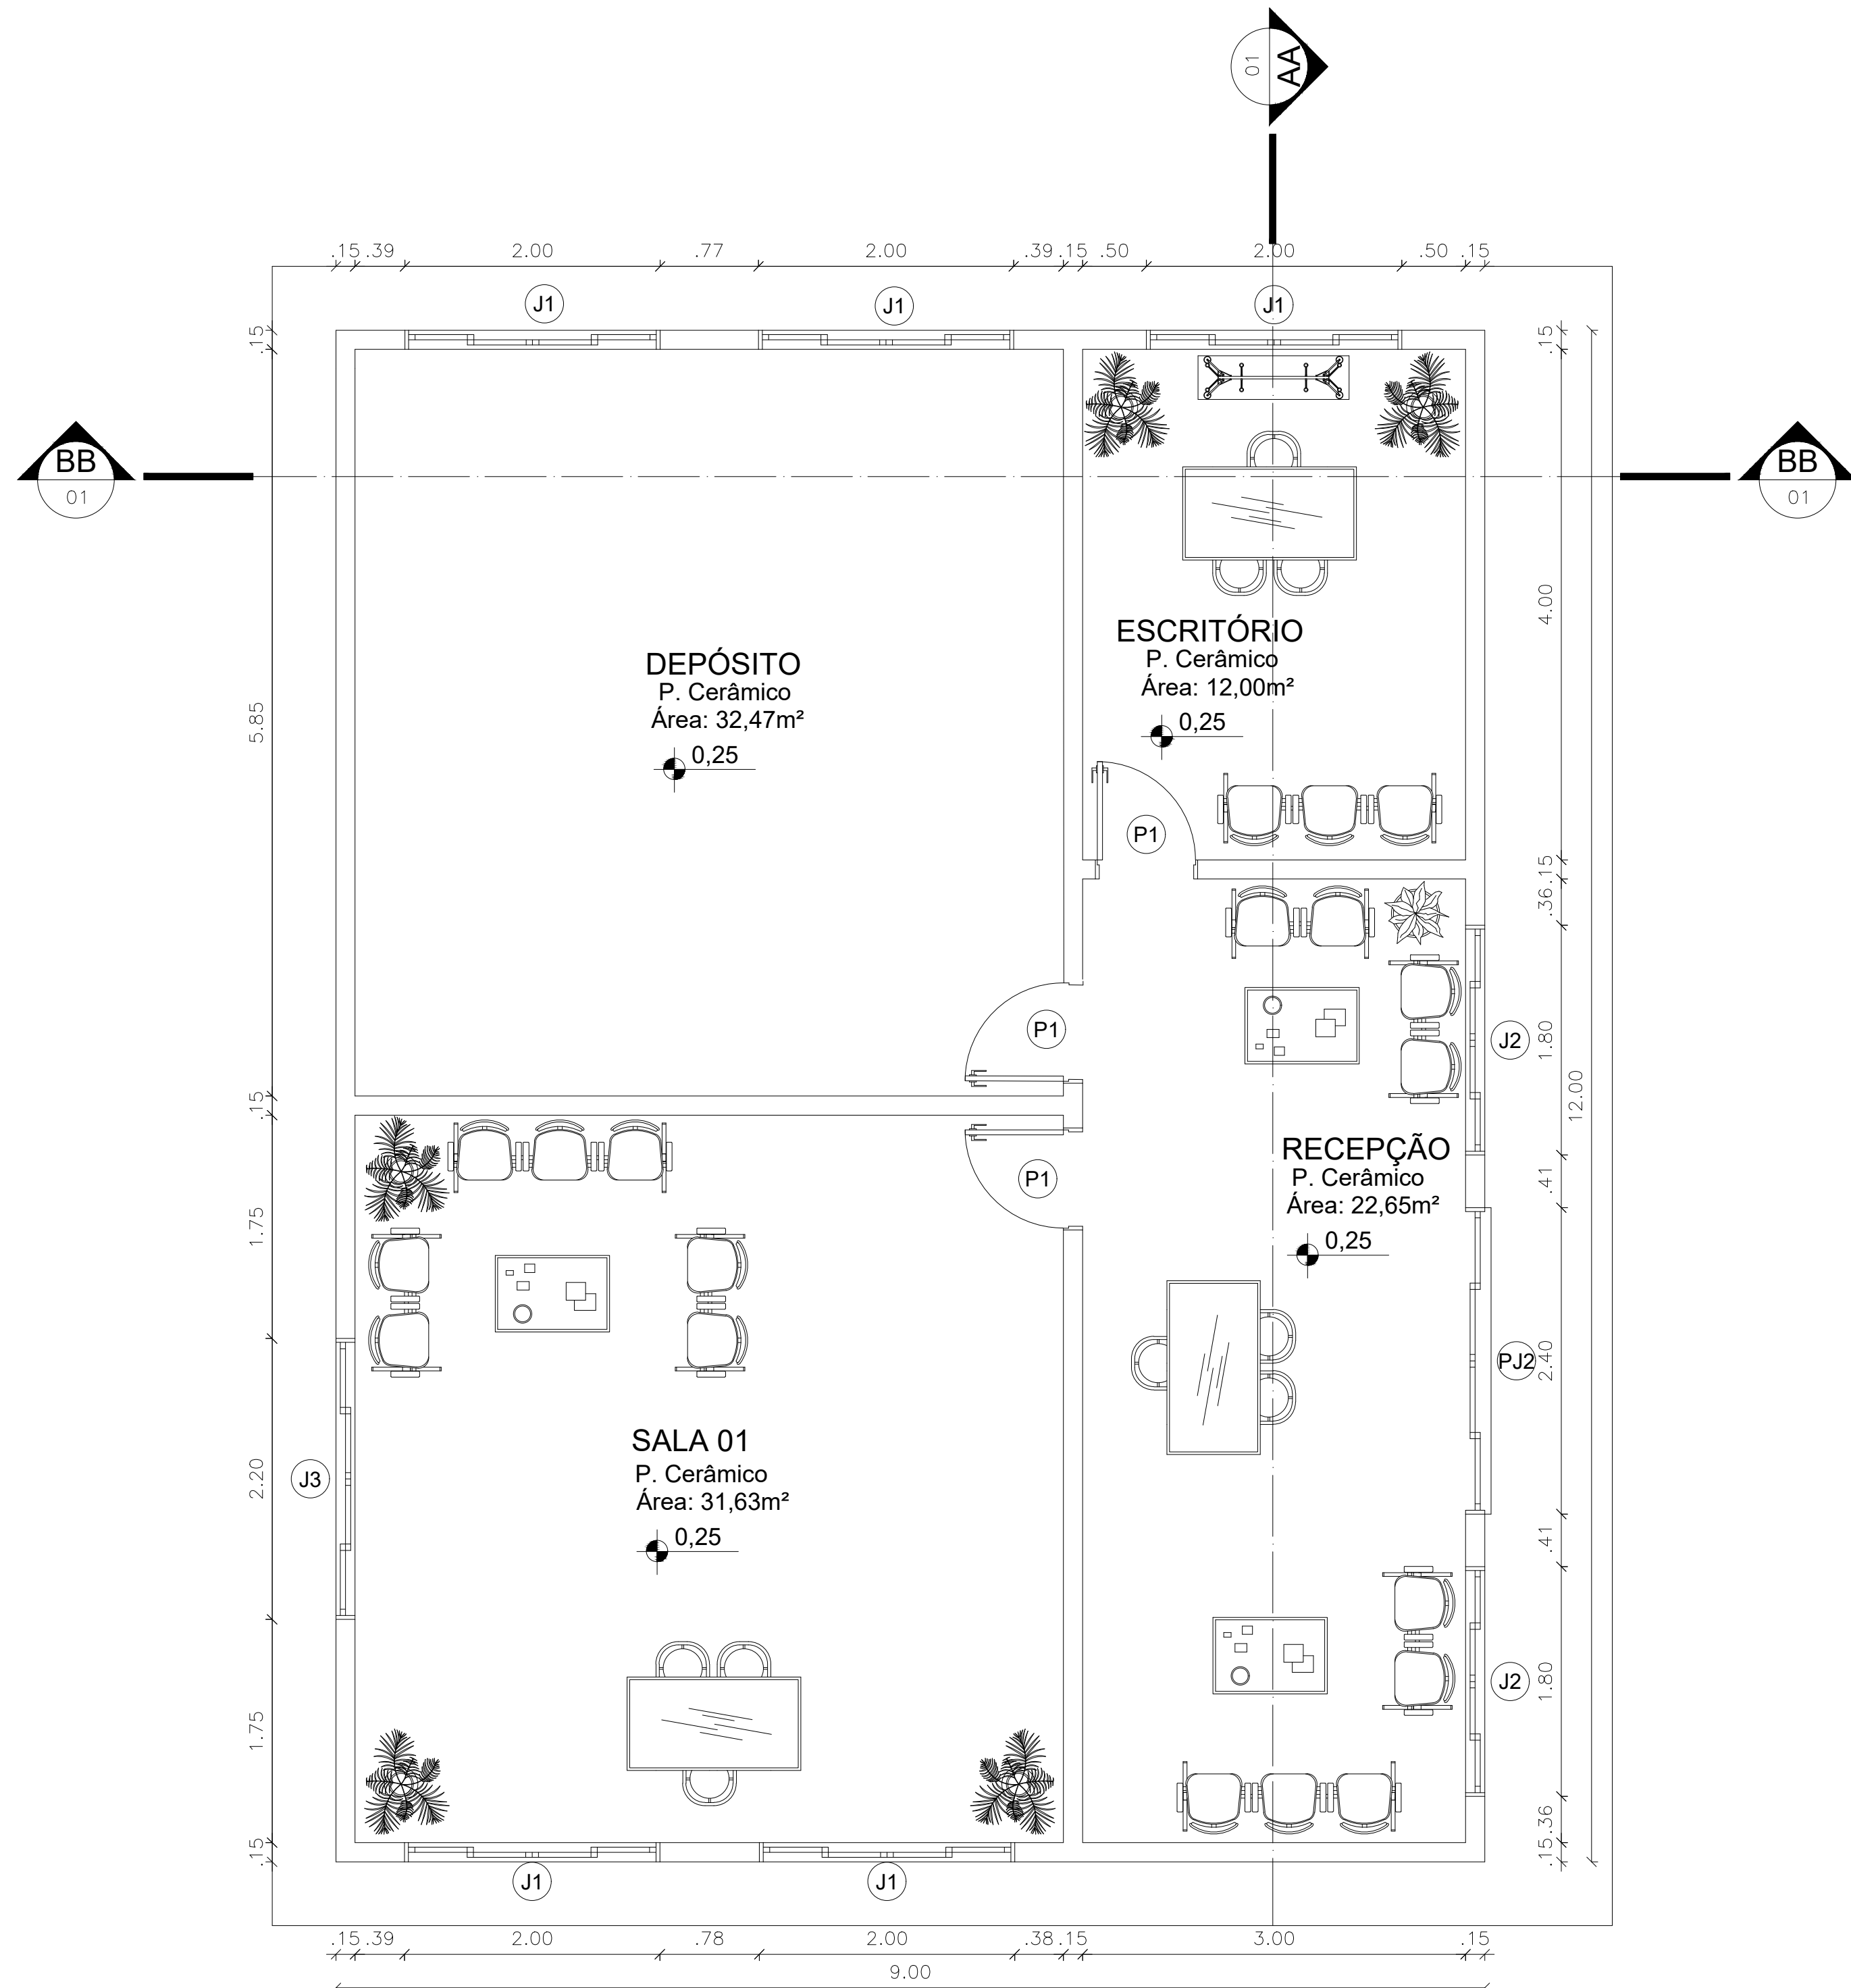 01
AA
.15 .39 2.00 .77 2.00 .39 .15 .50 2.00 .50 .15
J1 J1 J1
.15 .15
BB
01
BB
01
4.00
ESCRITÓRIO
P. Cerâmico
Área: 12,00m²
0,25
DEPÓSITO
P. Cerâmico
Área: 32,47m²
0,25
5.85
P1
.15
.36
P1
J2
1.80
12.00
.15
P1
RECEPÇÃO
P. Cerâmico
Área: 22,65m²
0,25
.41
1.75
PJ2
2.40
SALA 01
P. Cerâmico
Área: 31,63m²
0,25
J3
2.20
.41
J2
1.80
1.75
.36
.15
.15
J1 J1
.15 .39 2.00 .78 2.00 .38 .15 3.00 .15
9.00